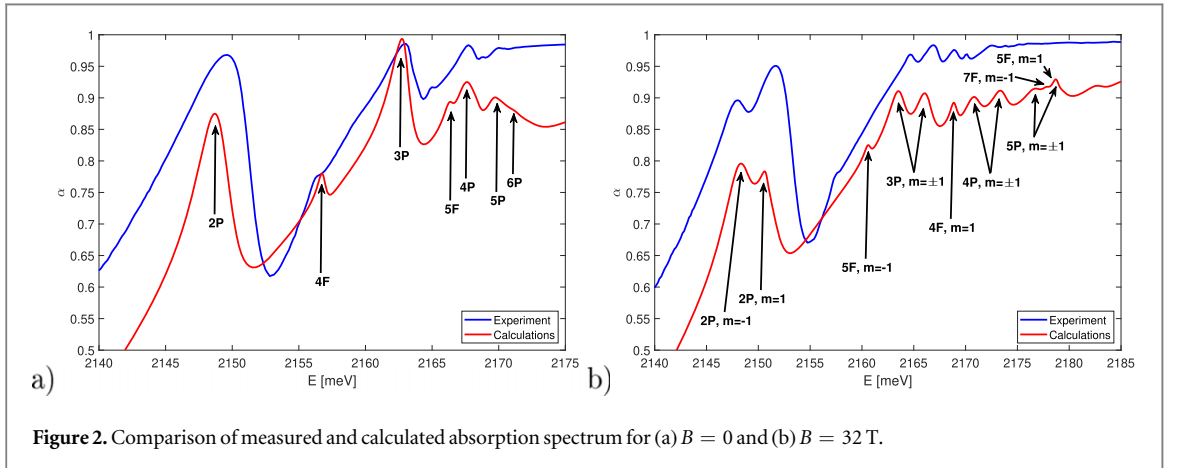 1
0.95
0.9
0.85
0.8
0.75
0.7
0.65
0.6
0.55
0.5
α
2P
4F
3P
5F
4P
5P
6P
Experiment
Calculations
2140 2145 2150 2155 2160 2165 2170 2175
E [meV]
a)
1
0.95
0.9
0.85
0.8
0.75
0.7
0.65
0.6
0.55
0.5
α
5F, m=1
7F, m=-1
5P, m=±1
3P, m=±1
4P, m=±1
4F, m=1
5F, m=-1
2P, m=1
2P, m=-1
Experiment
Calculations
2140 2145 2150 2155 2160 2165 2170 2175 2180 2185
E [meV]
b)
Figure 2. Comparison of measured and calculated absorption spectrum for (a) B = 0 and (b) B = 32 T.